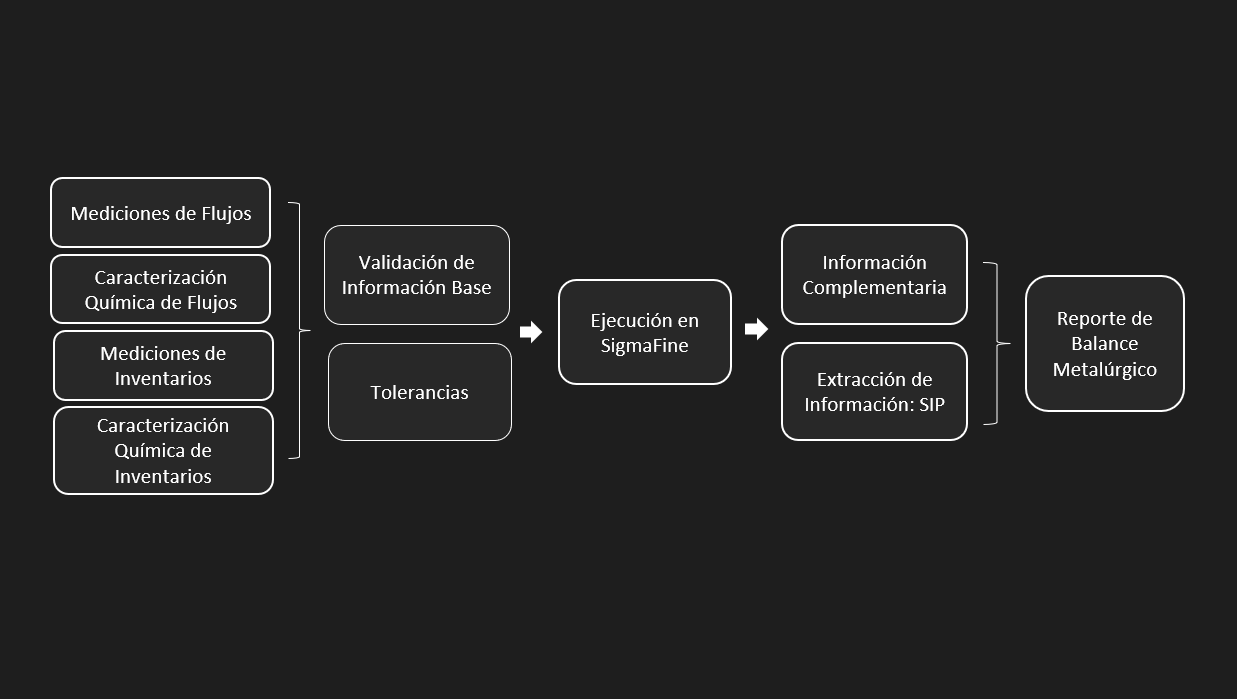 Mediciones de Flujos
Caracterización
Química de Flujos
Mediciones de
Inventarios
Caracterización
Química de
Inventarios
Validación de
Información Base
Tolerancias
Ejecución en
SigmaFine
Información
Complementaria
Extracción de
Información: SIP
Reporte de
Balance
Metalúrgico